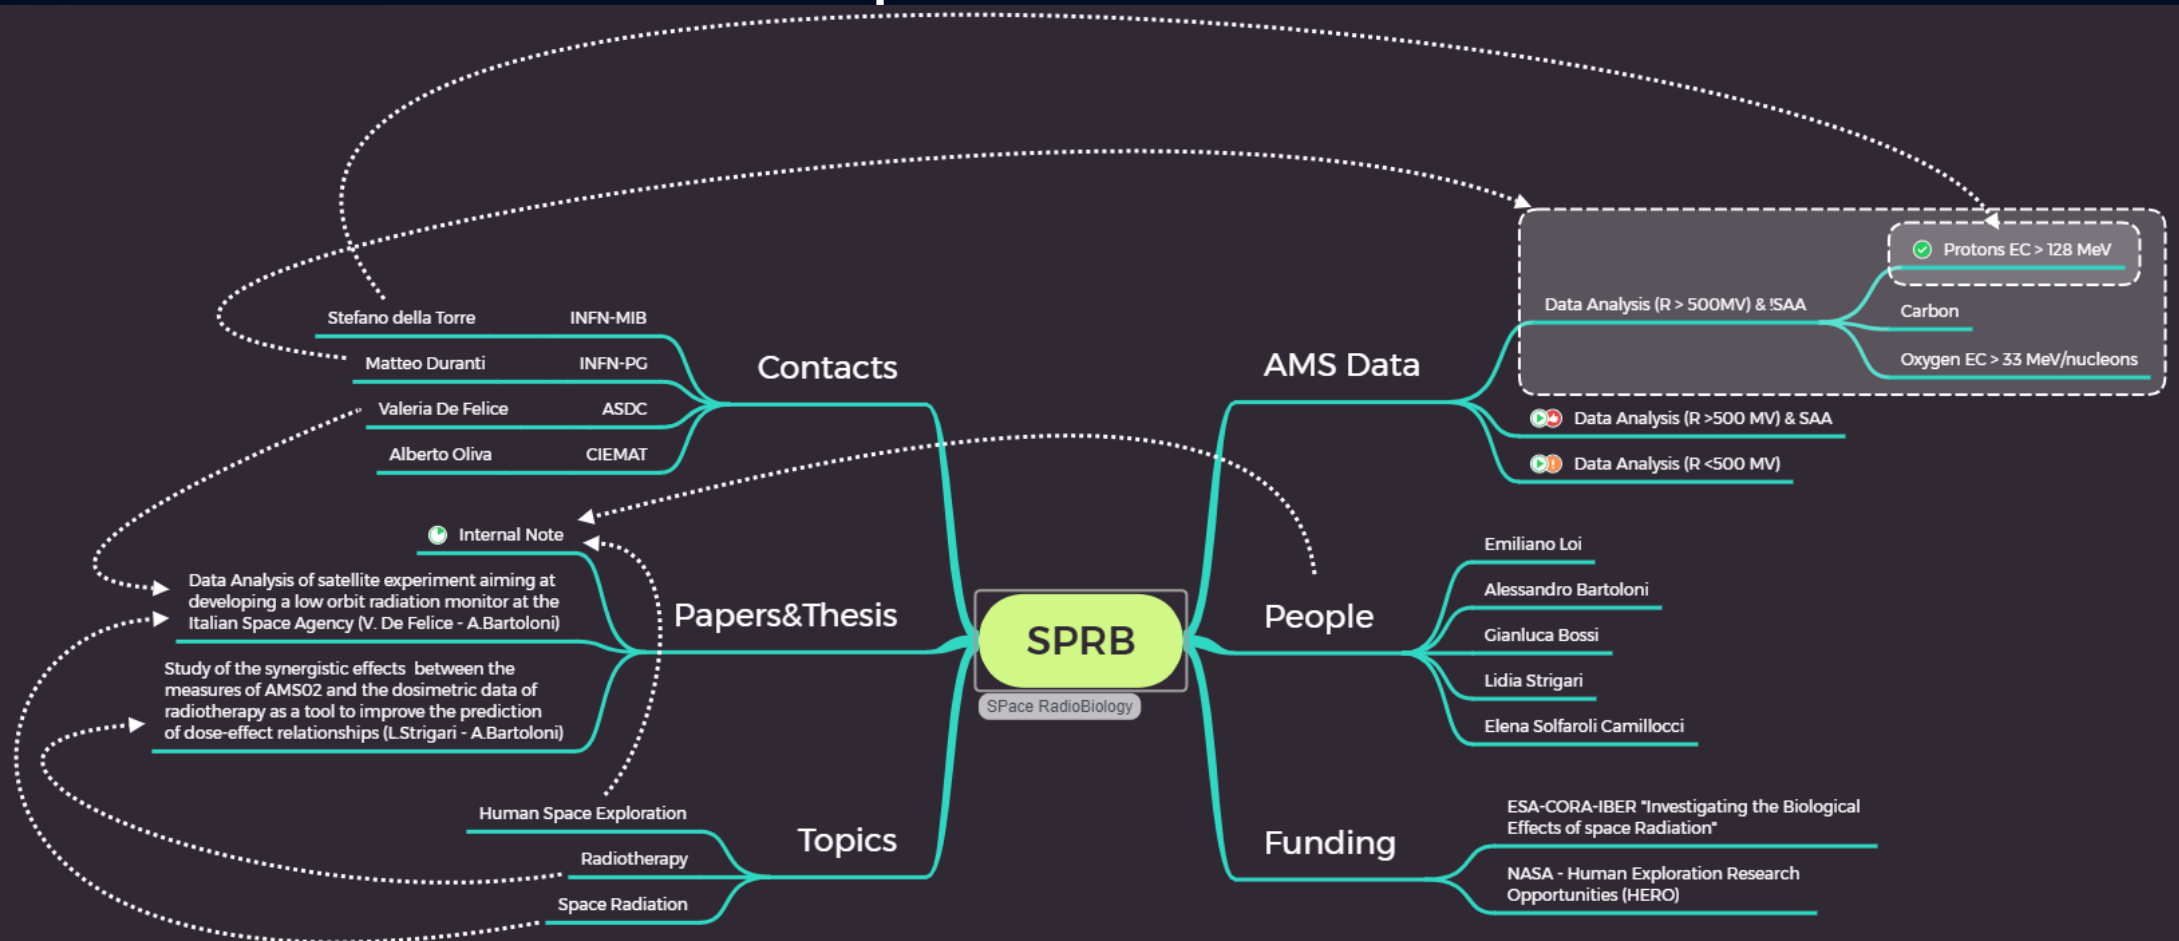 Stefano della Torre
INFN-MIB
Matteo Duranti
INFN-PG
Valeria De Felice
ASDC
Alberto Oliva
CIEMAT
Contacts
Internal Note
Data Analysis of satellite experiment aiming at
developing a low orbit radiation monitor at the
Italian Space Agency (V. De Felice - A.Bartoloni)
Study of the synergistic effects between the
measures of AMS02 and the dosimetric data of
radiotherapy as a tool to improve the prediction
of dose-effect relationships (L.Strigari - A.Bartoloni)
Papers&Thesis
Human Space Exploration
Radiotherapy
Space Radiation
Topics
SPRB
SPace RadioBiology
AMS Data
Data Analysis (R > 500MV) & !SAA
Protons EC > 128 MeV
Carbon
Oxygen EC > 33 MeV/nucleons
Data Analysis (R >500 MV) & SAA
Data Analysis (R <500 MV)
People
Emiliano Loi
Alessandro Bartoloni
Gianluca Bossi
Lidia Strigari
Elena Solfaroli Camillocci
Funding
ESA-CORA-IBER "Investigating the Biological
Effects of space Radiation"
NASA - Human Exploration Research
Opportunities (HERO)